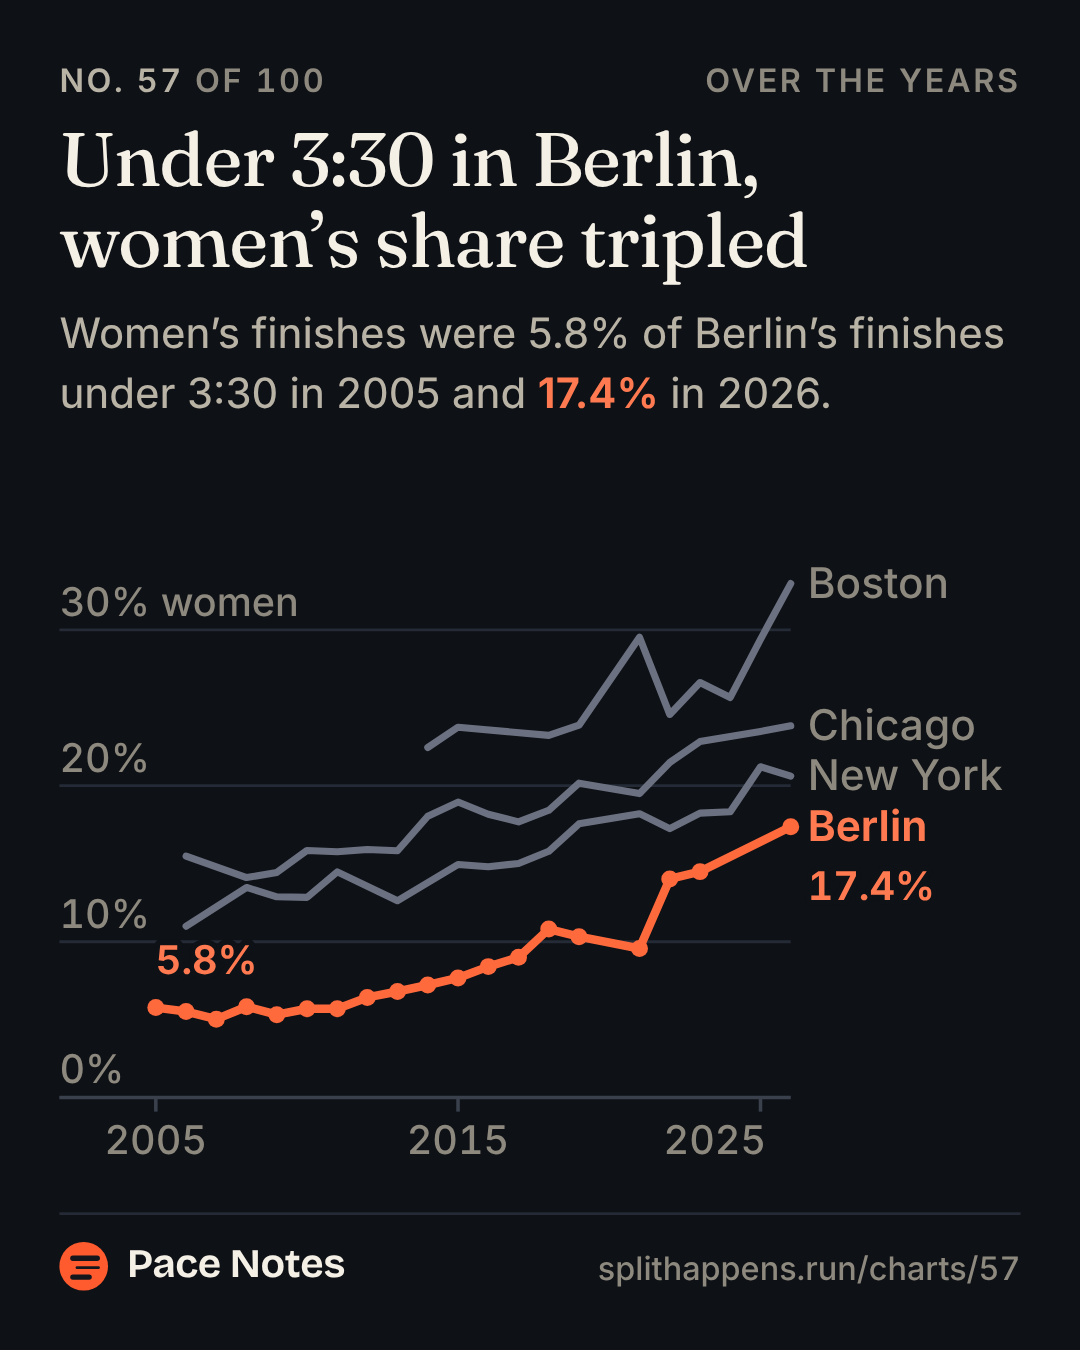 NO. 57 OF 100
OVER THE YEARS
Under 3:30 in Berlin,
women’s share tripled
Women’s finishes were 5.8% of Berlin’s finishes
under 3:30 in 2005 and 17.4% in 2026.
Boston
30% women
Chicago
20%
New York
Berlin
17.4%
10%
5.8%
0%
2005 2015 2025
Pace Notes
splithappens.run/charts/57